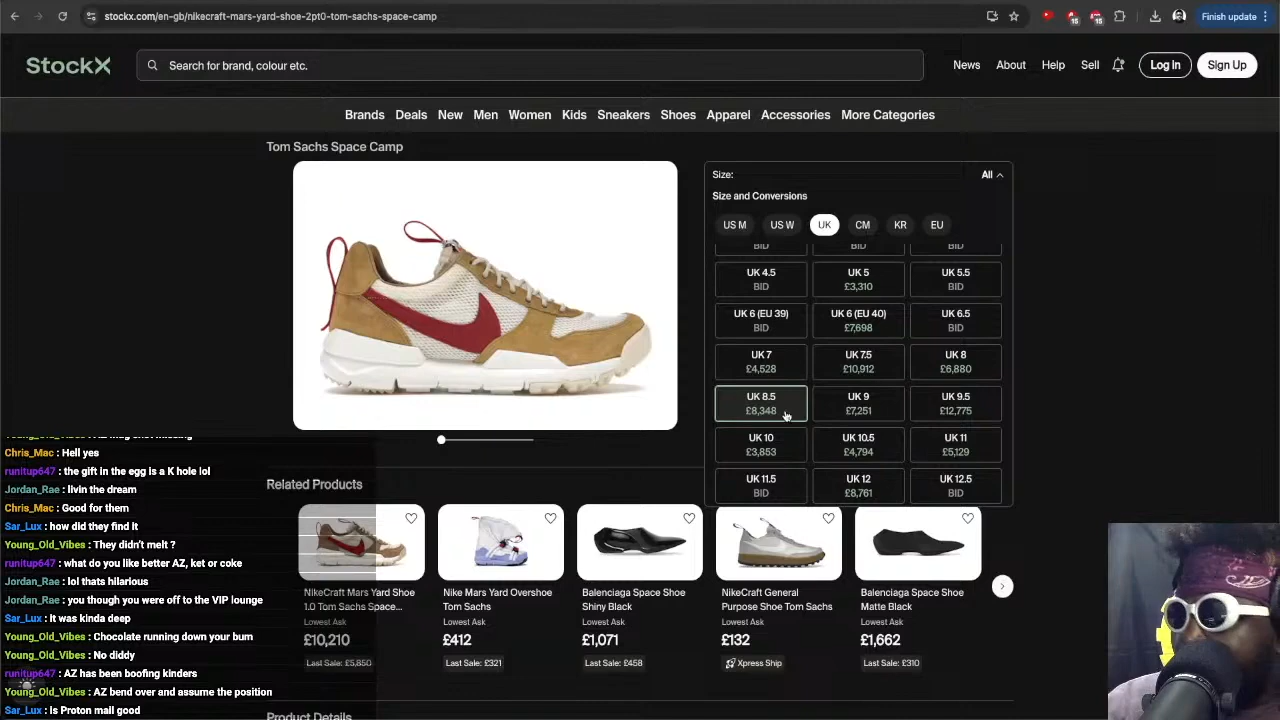 stockx.com/en-gb/nikecraft-mars-yard-shoe-2pt0-tom-sachs-space-camp
Finish update
StockX
Search for brand, colour etc.
News
About
Help
Sell
Log In
Sign Up
Brands
Deals
New
Men
Women
Kids
Sneakers
Shoes
Apparel
Accessories
More Categories
Tom Sachs Space Camp
Size:
All
Size and Conversions
US M
US W
UK
CM
KR
EU
BID
BID
BID
UK 4.5
BID
UK 5
£3,310
UK 5.5
BID
UK 6 (EU 39)
BID
UK 6 (EU 40)
£7,698
UK 6.5
BID
UK 7
£4,528
UK 7.5
£10,912
UK 8
£6,880
UK 8.5
£8,348
UK 9
£7,251
UK 9.5
£12,775
UK 10
£3,853
UK 10.5
£4,794
UK 11
£5,129
UK 11.5
BID
UK 12
£8,761
UK 12.5
BID
Related Products
NikeCraft Mars Yard Shoe
1.0 Tom Sachs Space...
Lowest Ask
£10,210
Last Sale: £5,850
Nike Mars Yard Overshoe
Tom Sachs
Lowest Ask
£412
Last Sale: £321
Balenciaga Space Shoe
Shiny Black
Lowest Ask
£1,071
Last Sale: £458
NikeCraft General
Purpose Shoe Tom Sachs
Lowest Ask
£132
Xpress Ship
Balenciaga Space Shoe
Matte Black
Lowest Ask
£1,662
Last Sale: £310
Product Details
Chris_Mac : Hell yes
runitup647 : the gift in the egg is a K hole lol
Jordan_Rae : livin the dream
Chris_Mac : Good for them
Sar_Lux : how did they find it
Young_Old_Vibes : They didn't melt ?
runitup647 : what do you like better AZ, ket or coke
Jordan_Rae : lol thats hilarious
Jordan_Rae : you though you were off to the VIP lounge
Sar_Lux : It was kinda deep
Young_Old_Vibes : Chocolate running down your bum
Young_Old_Vibes : No diddy
runitup647 : AZ has been boofing kinders
Young_Old_Vibes : AZ bend over and assume the position
Sar_Lux : Is Proton mail good